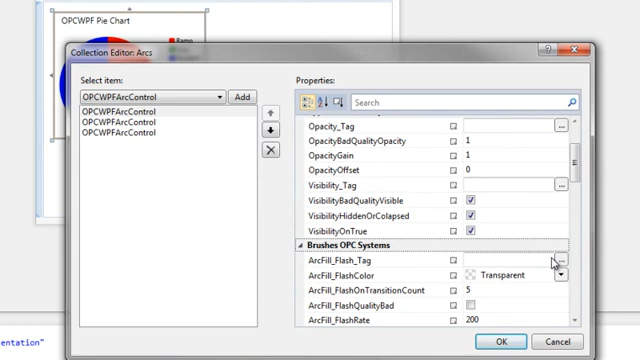 OPCWPF Pie Chart
Ramp
Collection Editor: Arcs
Select item:
Properties:
OPCWPFArcControl
Add
Search
OPCWPFArcControl
OPCWPFArcControl
OPCWPFArcControl
Opacity_Tag
OpacityBadQualityOpacity 1
OpacityGain 1
OpacityOffset 0
Visibility_Tag
VisibilityBadQualityVisible
VisibilityHiddenOrColapsed
VisibilityOnTrue
Brushes OPC Systems
ArcFill_Flash_Tag
ArcFill_FlashColor Transparent
ArcFill_FlashOnTransitionCount 5
ArcFill_FlashQualityBad
ArcFill_FlashRate 200
OK
Cancel
entation"